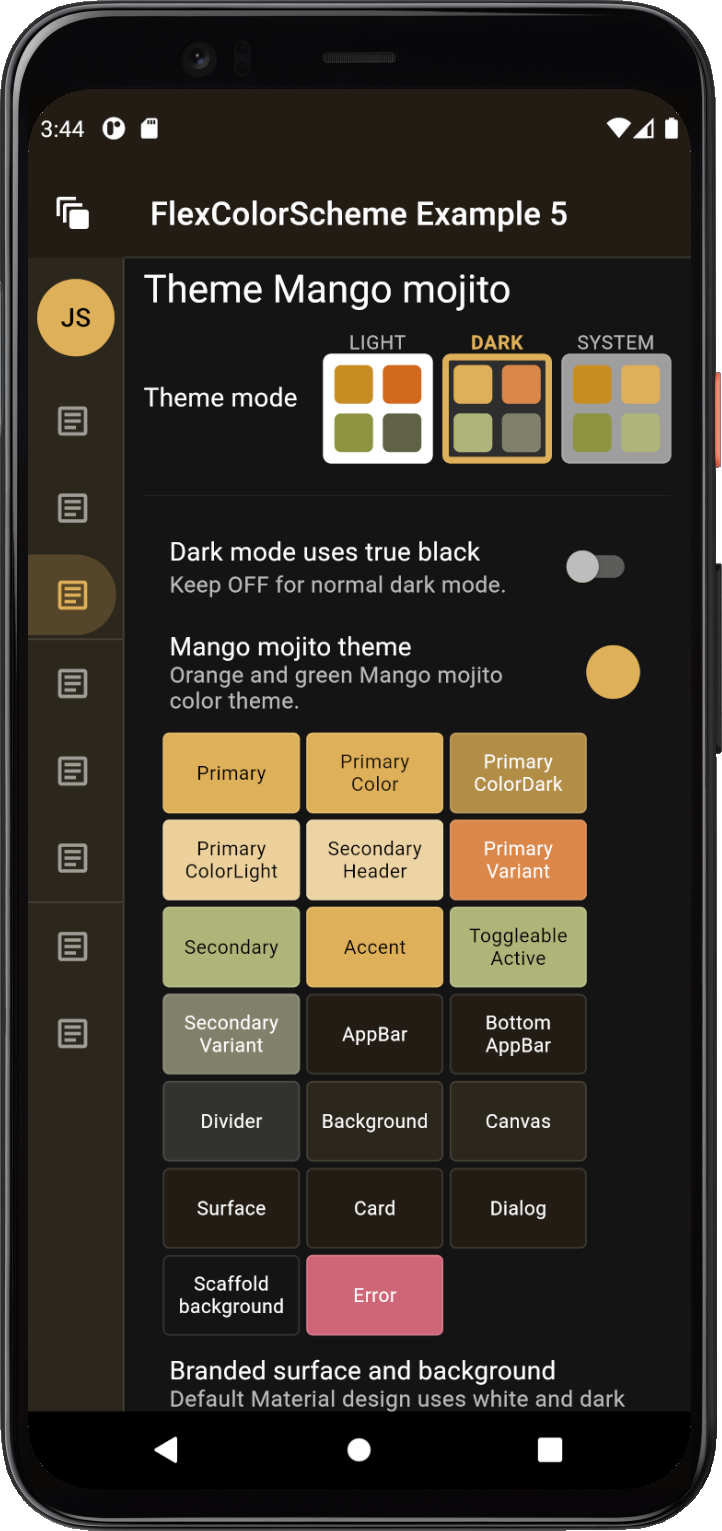 3:44
FlexColorScheme Example 5
JS
Theme Mango mojito
LIGHT DARK SYSTEM
Theme mode
Dark mode uses true black
Keep OFF for normal dark mode.
Mango mojito theme
Orange and green Mango mojito
color theme.
Primary
Primary
Color
Primary
ColorDark
Primary
ColorLight
Secondary
Header
Primary
Variant
Secondary
Accent
Toggleable
Active
Secondary
Variant
AppBar
Bottom
AppBar
Divider
Background
Canvas
Surface
Card
Dialog
Scaffold
background
Error
Branded surface and background
Default Material design uses white and dark